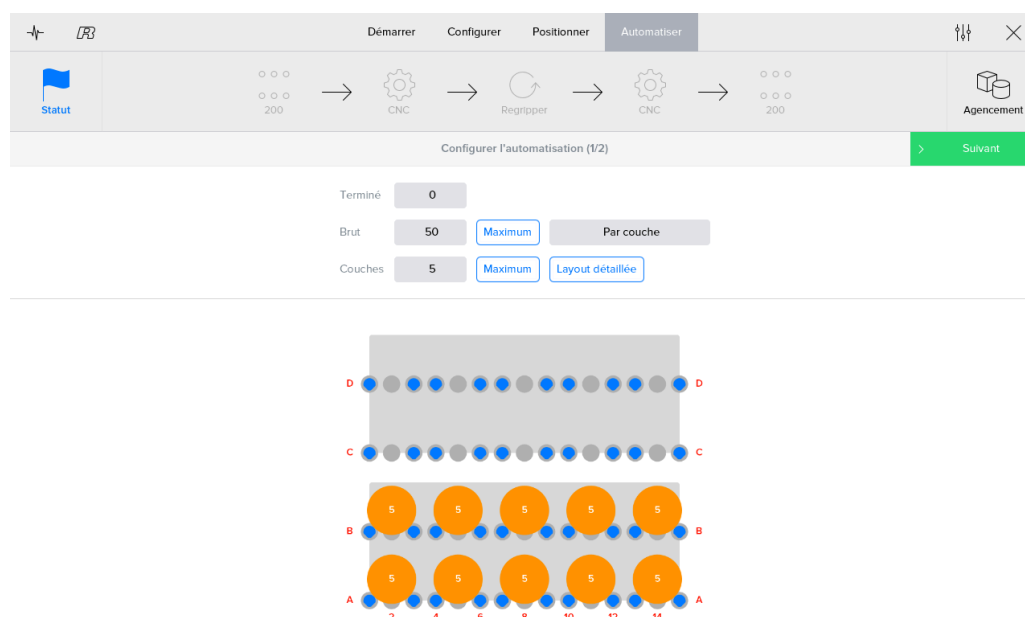 Démarrer Configurer Positionner Automatiser
Statut 200 CNC Regripper CNC 200 Agencement
Configurer l'automatisation (1/2) Suivant
Terminé 0
Brut 50 Maximum Par couche
Couches 5 Maximum Layout détaillée
D D
C C
5 5 5 5 5
B B
5 5 5 5 5
A A
2 4 6 8 10 12 14